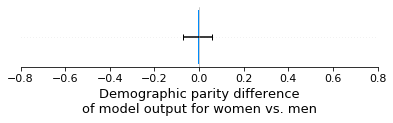 −0.8 −0.6 −0.4 −0.2 0.0 0.2 0.4 0.6 0.8
Demographic parity difference
of model output for women vs. men